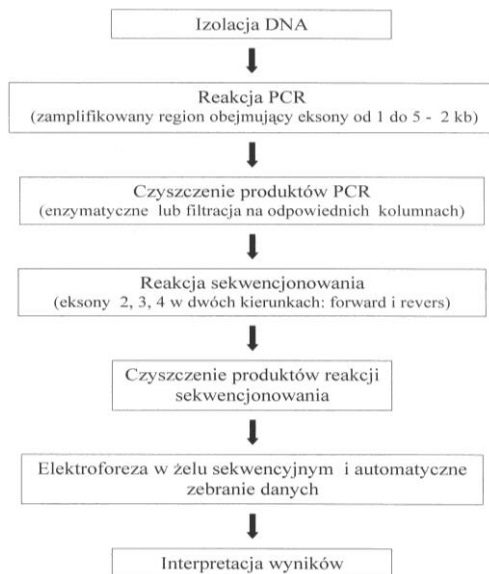 Izolacja DNA
Reakcja PCR
(zamplifikowany region obejmujący eksony od 1 do 5 - 2 kb)
Czyszczenie produktów PCR
(enzymatyczne lub filtracja na odpowiednich kolumnach)
Reakcja sekwencjonowania
(eksony 2, 3, 4 w dwóch kierunkach: forward i revers)
Czyszczenie produktów reakcji
sekwencjonowania
Elektroforeza w żelu sekwencyjnym i automatyczne
zebranie danych
Interpretacja wyników